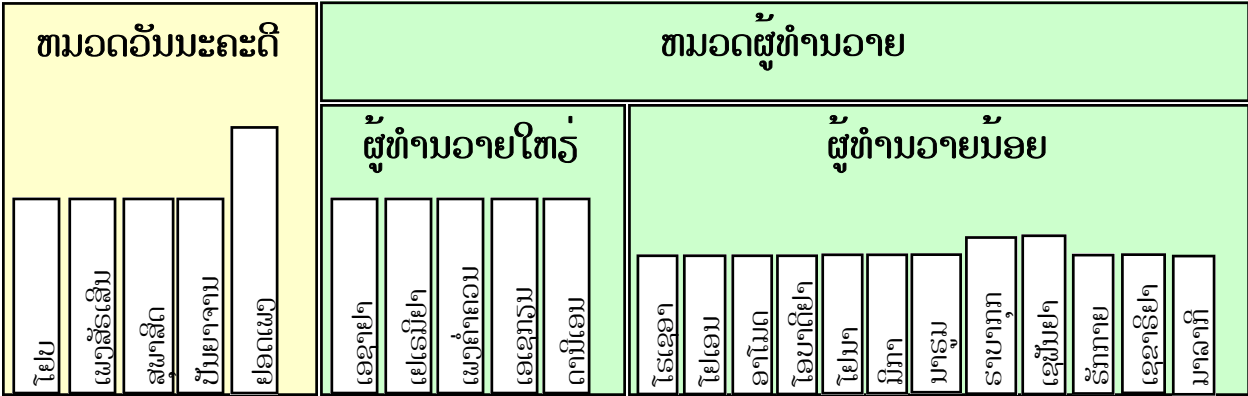 ຫມວດວັນນະຄະດີ
ຫມວດຜູ້ທຳນວາຍ
ຜູ້ທຳນວາຍໃຫຽ່
ຜູ້ທຳນວາຍນ້ອຍ
ໂຢບ
ເພງສັຣເສີນ
ສຸພາສີດ
ປັນຍາຈານ
ຢອດເພງ
ເອຊາຢາ
ເຢເຣມີຢາ
ເພງຄ່ຳຄວນ
ເອເຊກຽນ
ດານີເອນ
ໂຮເຊອາ
ໂຢເອນ
ອາໂມດ
ໂອບາດີຢາ
ໂຢນາ
ມີກາ
ນາຮູມ
ຮາບາກຸກ
ເຊຟັນຢາ
ຮັກກາຍ
ເຊຂາຣິຢາ
ມາລາກີ